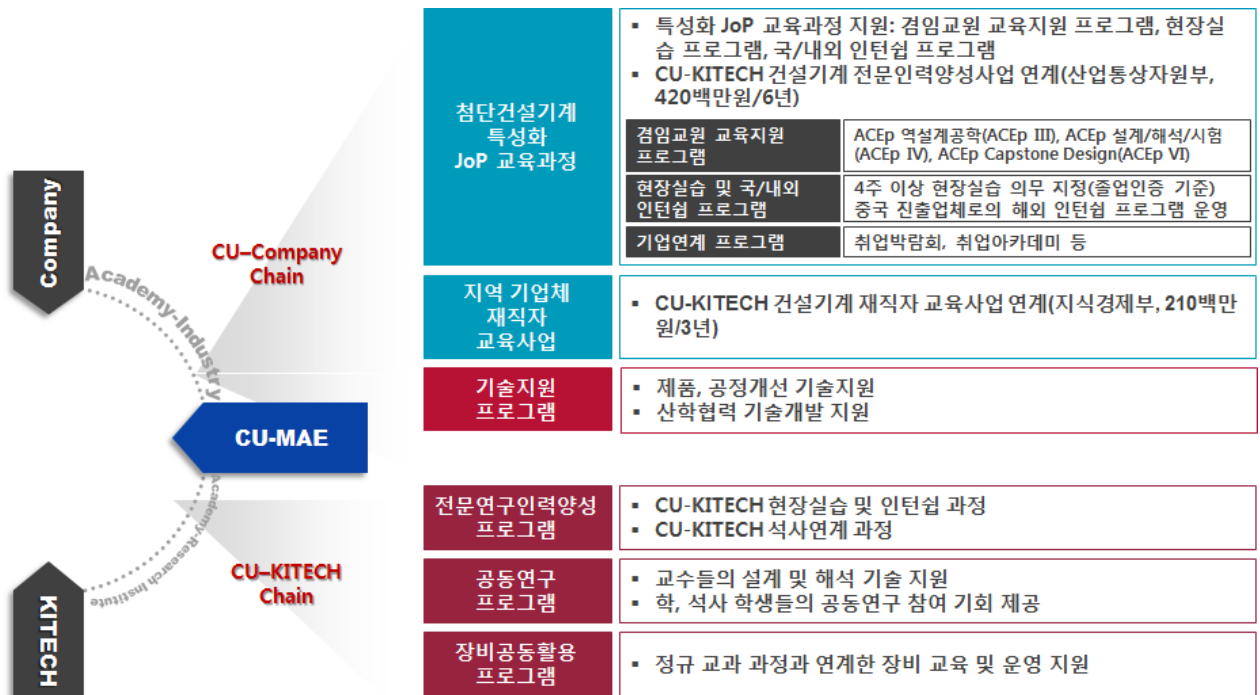 Company
Academy-Industry
CU–Company
Chain
CU-MAE
Academy-Research Institute
CU–KITECH
Chain
KITECH
첨단건설기계
특성화
JoP 교육과정
▪ 특성화 JoP 교육과정 지원: 겸임교원 교육지원 프로그램, 현장실
습 프로그램, 국/내외 인턴쉽 프로그램
▪ CU-KITECH 건설기계 전문인력양성사업 연계(산업통상자원부,
420백만원/6년)
겸임교원 교육지원
프로그램
ACEp 역설계공학(ACEp III), ACEp 설계/해석/시험
(ACEp IV), ACEp Capstone Design(ACEp VI)
현장실습 및 국/내외
인턴쉽 프로그램
4주 이상 현장실습 의무 지정(졸업인증 기준)
중국 진출업체로의 해외 인턴쉽 프로그램 운영
기업연계 프로그램
취업박람회, 취업아카데미 등
지역 기업체
재직자
교육사업
▪ CU-KITECH 건설기계 재직자 교육사업 연계(지식경제부, 210백만
원/3년)
기술지원
프로그램
▪ 제품, 공정개선 기술지원
▪ 산학협력 기술개발 지원
전문연구인력양성
프로그램
▪ CU-KITECH 현장실습 및 인턴쉽 과정
▪ CU-KITECH 석사연계 과정
공동연구
프로그램
▪ 교수들의 설계 및 해석 기술 지원
▪ 학, 석사 학생들의 공동연구 참여 기회 제공
장비공동활용
프로그램
▪ 정규 교과 과정과 연계한 장비 교육 및 운영 지원